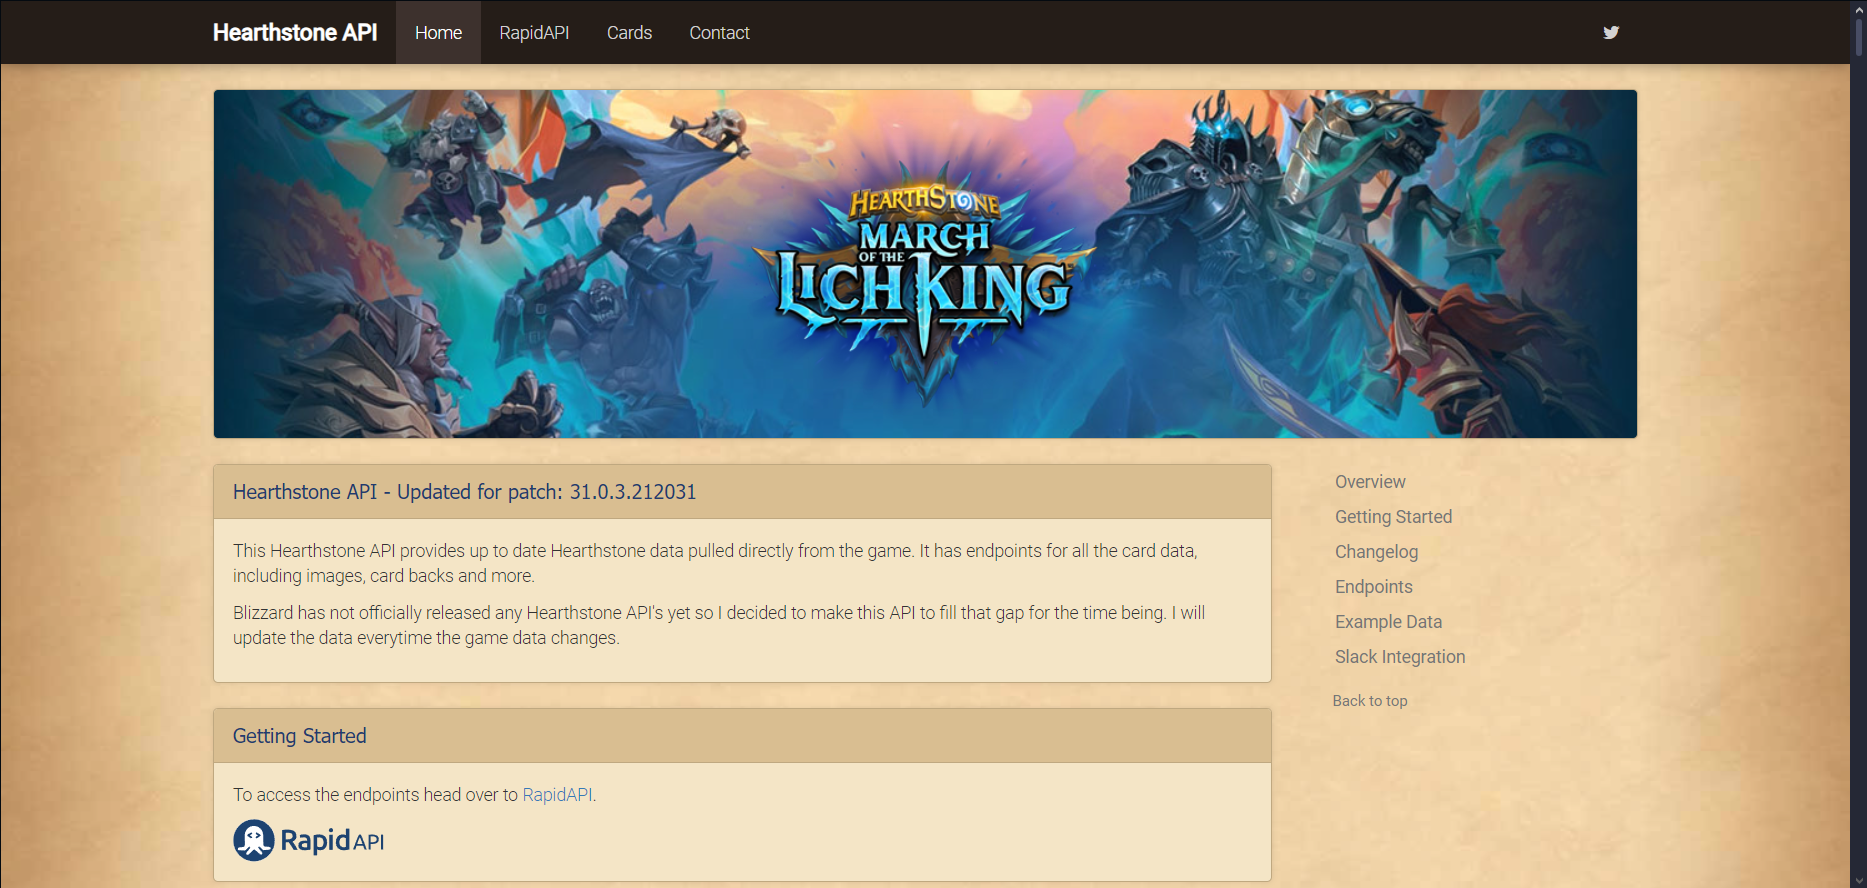 Hearthstone API
Home
RapidAPI
Cards
Contact
HEARTHSTONE
MARCH
OF THE
LICH KING
Hearthstone API - Updated for patch: 31.0.3.212031
This Hearthstone API provides up to date Hearthstone data pulled directly from the game. It has endpoints for all the card data,
including images, card backs and more.
Blizzard has not officially released any Hearthstone API's yet so I decided to make this API to fill that gap for the time being. I will
update the data everytime the game data changes.
Getting Started
To access the endpoints head over to RapidAPI.
Rapid API
Overview
Getting Started
Changelog
Endpoints
Example Data
Slack Integration
Back to top